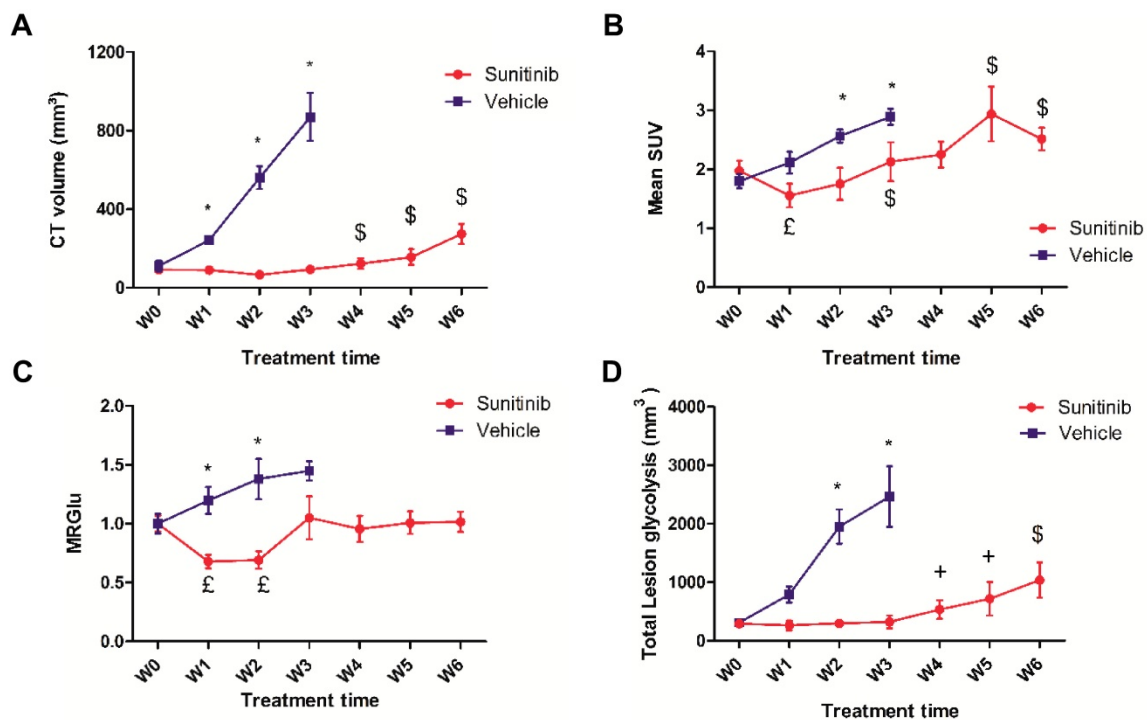 A
CT volume (mm³)
1200
800
400
0
*
*
*
$
$
$
Sunitinib
Vehicle
W0
W1
W2
W3
W4
W5
W6
Treatment time
B
Mean SUV
4
3
2
1
0
*
*
$
$
£
$
Sunitinib
Vehicle
W0
W1
W2
W3
W4
W5
W6
Treatment time
C
MRGlu
2.0
1.5
1.0
0.5
0.0
*
*
£
£
Sunitinib
Vehicle
W0
W1
W2
W3
W4
W5
W6
Treatment time
D
Total Lesion glycolysis (mm³)
4000
3000
2000
1000
0
*
*
+
+
$
Sunitinib
Vehicle
W0
W1
W2
W3
W4
W5
W6
Treatment time